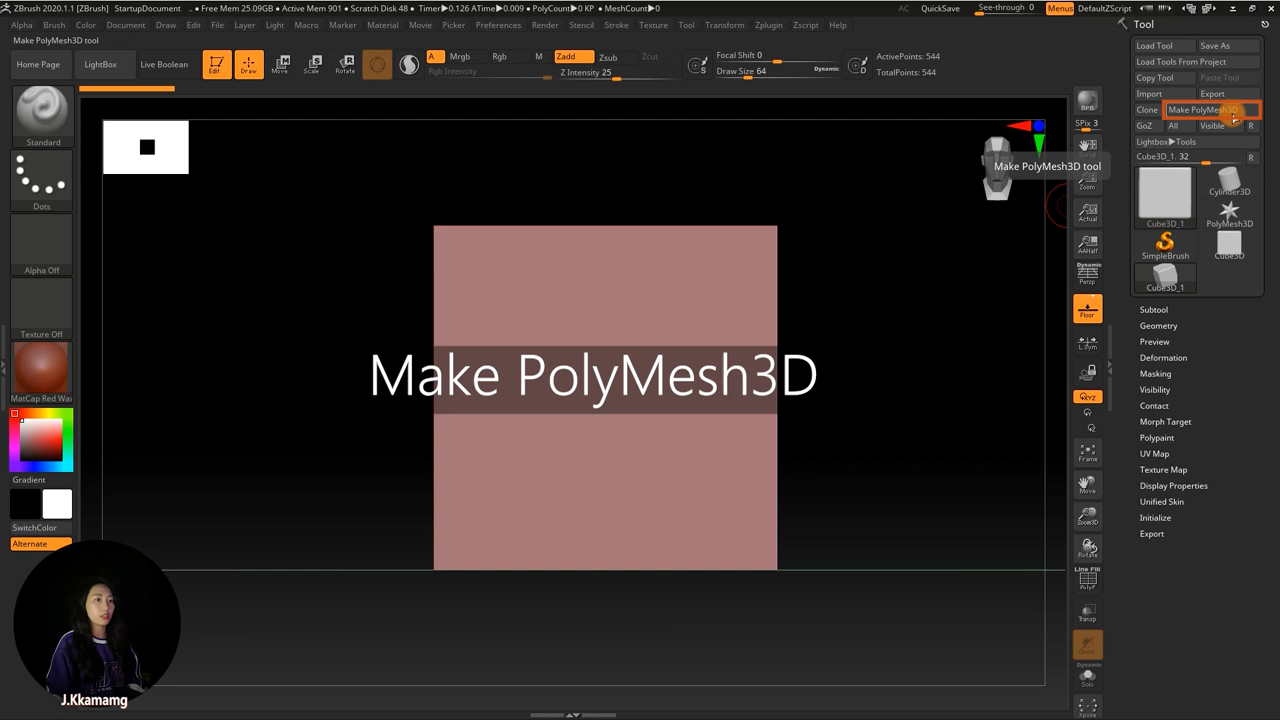 ZBrush 2020.1.1 [ZBrush] StartupDocument .. • Free Mem 25.09GB • Active Mem 901 • Scratch Disk 48 • Timer▶0.126 ATime▶0.009 • PolyCount▶0 KP • MeshCount▶0
AC QuickSave See-through 0 Menus DefaultZScript
Alpha Brush Color Document Draw Edit File Layer Light Macro Marker Material Movie Picker Preferences Render Stencil Stroke Texture Tool Transform Zplugin Zscript Help
Make PolyMesh3D tool
Home Page LightBox Live Boolean
Edit Draw Move Scale Rotate
A Mrgb Rgb M Zadd Zsub Zcut
Rgb Intensity Z Intensity 25
Focal Shift 0
Draw Size 64 Dynamic
S D
ActivePoints: 544
TotalPoints: 544
Standard
Dots
Alpha Off
Texture Off
MatCap Red Wax
Gradient
SwitchColor
Alternate
Make PolyMesh3D
J.Kkamamg
Make PolyMesh3D tool
BPR
SPix 3
Scroll
Zoom
Actual
AAHalf
Dynamic
Persp
Floor
L.Sym
XYZ
Frame
Move
Zoom3D
Rotate
Line Fill
PolyF
Transp
Ghost
Dynamic
Solo
Xpose
Tool
Load Tool Save As
Load Tools From Project
Copy Tool Paste Tool
Import Export
Clone Make PolyMesh3D
GoZ All Visible R
Lightbox▶Tools
Cube3D_1. 32 R
Cube3D_1
Cylinder3D
PolyMesh3D
SimpleBrush
Cube3D
Cube3D_1
Subtool
Geometry
Preview
Deformation
Masking
Visibility
Contact
Morph Target
Polypaint
UV Map
Texture Map
Display Properties
Unified Skin
Initialize
Export